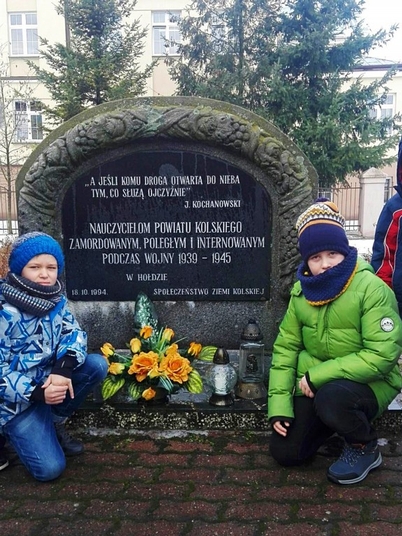 „A JEŚLI KOMU DROGA OTWARTA DO NIEBA
TYM, CO SŁUŻĄ OJCZYŹNIE"
J. KOCHANOWSKI
NAUCZYCIELOM POWIATU KOLSKIEGO
ZAMORDOWANYM, POLEGŁYM I INTERNOWANYM
PODCZAS WOJNY 1939 - 1945
W HOŁDZIE
18.10.1994. SPOŁECZEŃSTWO ZIEMI KOLSKIEJ